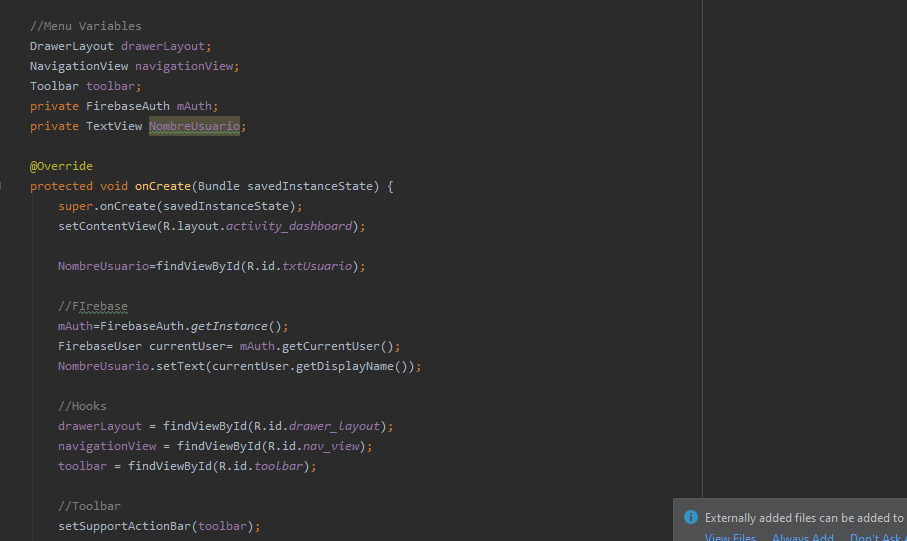 //Menu Variables
DrawerLayout drawerLayout;
NavigationView navigationView;
Toolbar toolbar;
private FirebaseAuth mAuth;
private TextView NombreUsuario;
@Override
protected void onCreate(Bundle savedInstanceState) {
super.onCreate(savedInstanceState);
setContentView(R.layout.activity_dashboard);
NombreUsuario=findViewById(R.id.txtUsuario);
//FIrebase
mAuth=FirebaseAuth.getInstance();
FirebaseUser currentUser= mAuth.getCurrentUser();
NombreUsuario.setText(currentUser.getDisplayName());
//Hooks
drawerLayout = findViewById(R.id.drawer_layout);
navigationView = findViewById(R.id.nav_view);
toolbar = findViewById(R.id.toolbar);
//Toolbar
setSupportActionBar(toolbar);
Externally added files can be added to
View Files Always Add Don't Ask